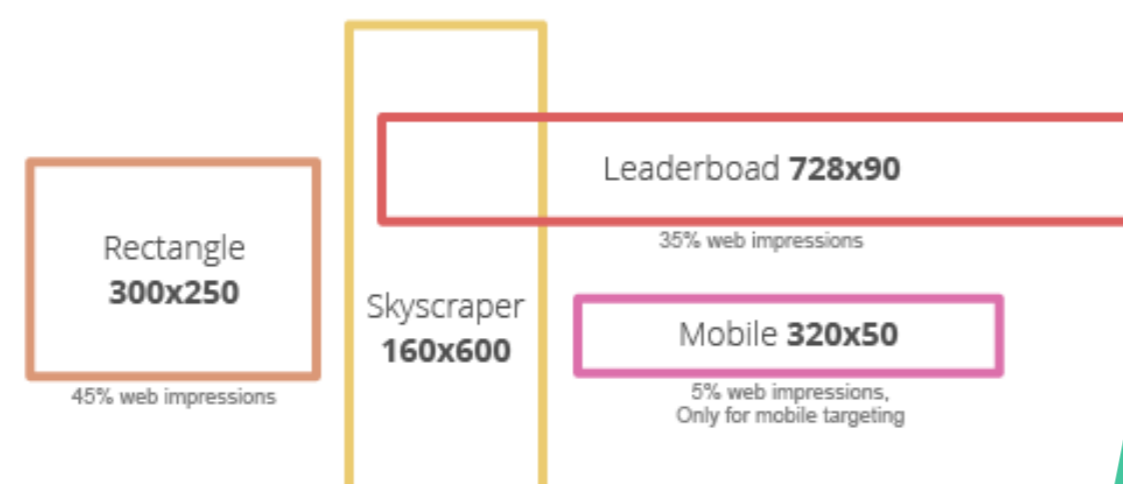 Rectangle
300x250
45% web impressions
Skyscraper
160x600
Leaderboad 728x90
35% web impressions
Mobile 320x50
5% web impressions,
Only for mobile targeting